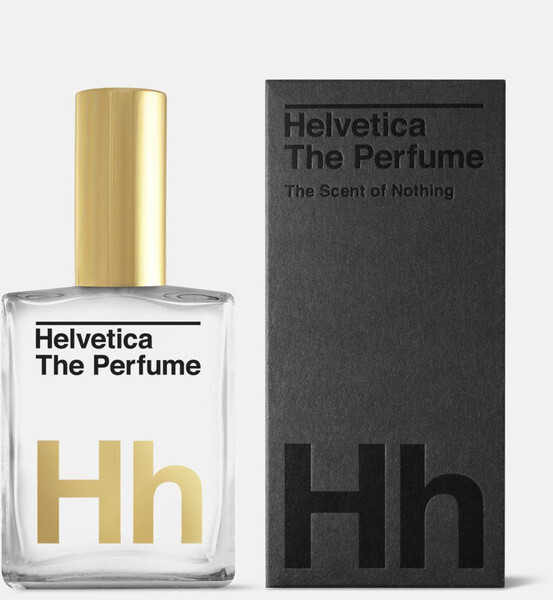 Helvetica
The Perfume
Hh
Helvetica
The Perfume
The Scent of Nothing
Hh